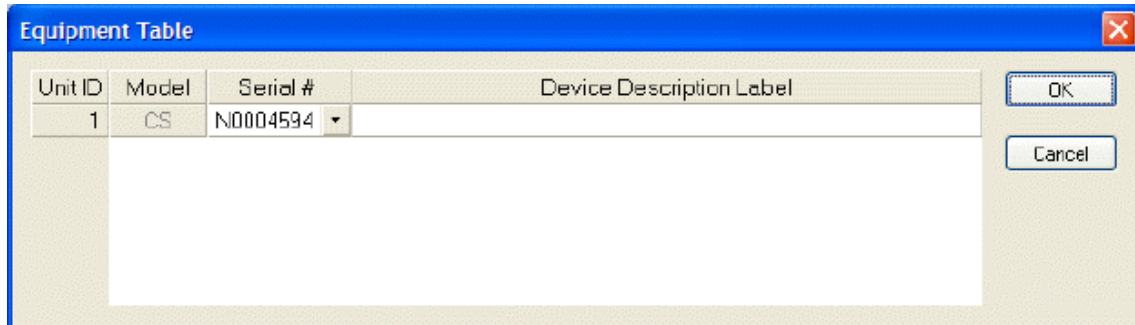 Equipment Table
Unit ID Model Serial # Device Description Label
OK
1 CS N0004594
Cancel